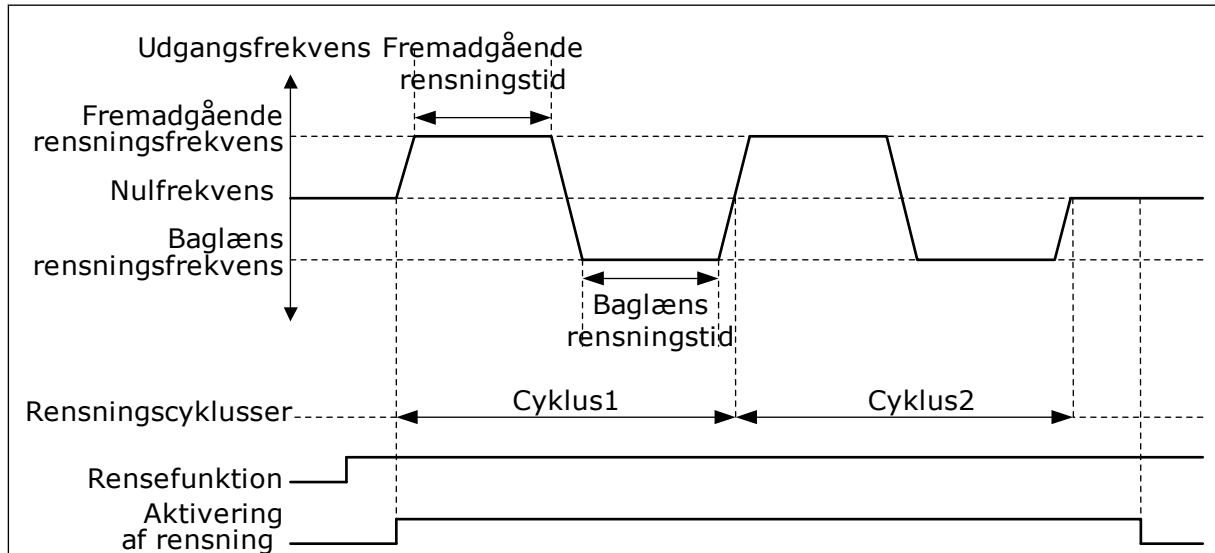 Udgangsfrekvens
Fremadgående
rensningstid
Fremadgående
rensningsfrekvens
Nulfrekvens
Baglæns
rensningsfrekvens
Baglæns
rensningstid
Rensningscyklusser
Cyklus1
Cyklus2
Rensefunktion
Aktivering
af rensning